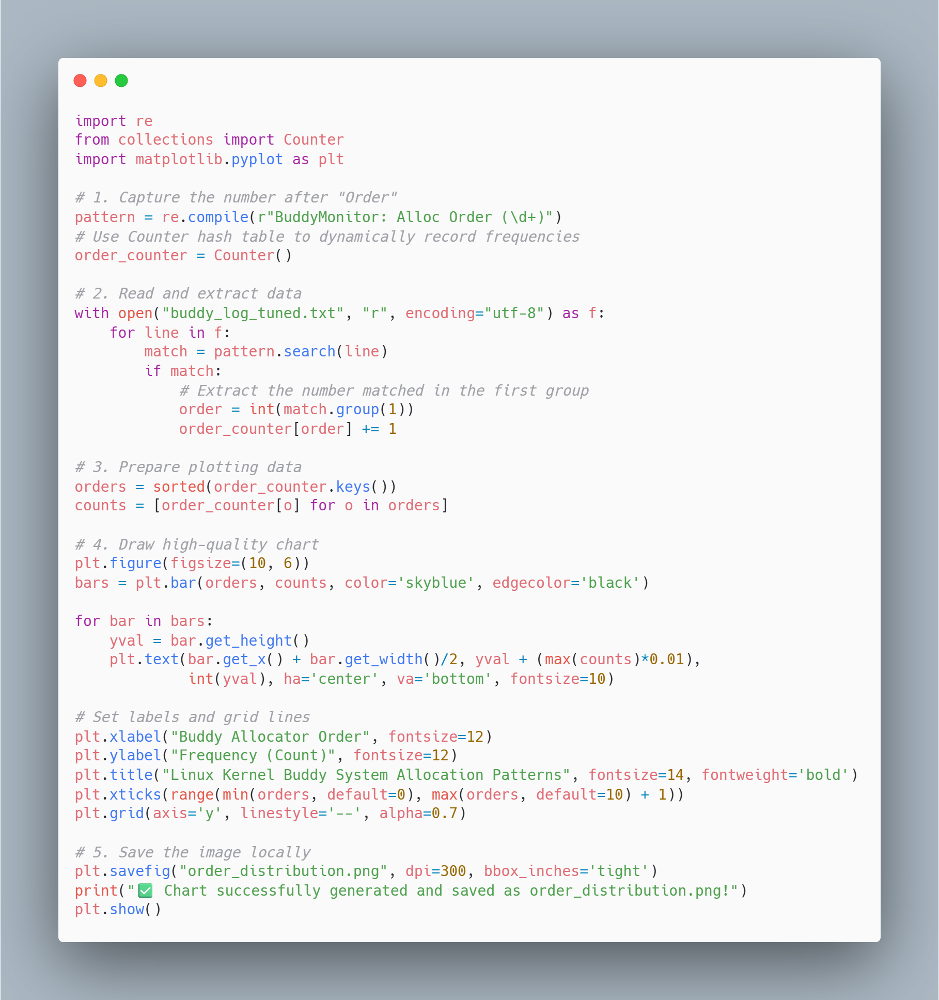 import re
from collections import Counter
import matplotlib.pyplot as plt

# 1. Capture the number after "Order"
pattern = re.compile(r"BuddyMonitor: Alloc Order (\d+)")
# Use Counter hash table to dynamically record frequencies
order_counter = Counter()

# 2. Read and extract data
with open("buddy_log_tuned.txt", "r", encoding="utf-8") as f:
    for line in f:
        match = pattern.search(line)
        if match:
            # Extract the number matched in the first group
            order = int(match.group(1))
            order_counter[order] += 1

# 3. Prepare plotting data
orders = sorted(order_counter.keys())
counts = [order_counter[o] for o in orders]

# 4. Draw high-quality chart
plt.figure(figsize=(10, 6))
bars = plt.bar(orders, counts, color='skyblue', edgecolor='black')

for bar in bars:
    yval = bar.get_height()
    plt.text(bar.get_x() + bar.get_width()/2, yval + (max(counts)*0.01),
             int(yval), ha='center', va='bottom', fontsize=10)

# Set labels and grid lines
plt.xlabel("Buddy Allocator Order", fontsize=12)
plt.ylabel("Frequency (Count)", fontsize=12)
plt.title("Linux Kernel Buddy System Allocation Patterns", fontsize=14, fontweight='bold')
plt.xticks(range(min(orders, default=0), max(orders, default=10) + 1))
plt.grid(axis='y', linestyle='--', alpha=0.7)

# 5. Save the image locally
plt.savefig("order_distribution.png", dpi=300, bbox_inches='tight')
print("✅ Chart successfully generated and saved as order_distribution.png!")
plt.show()